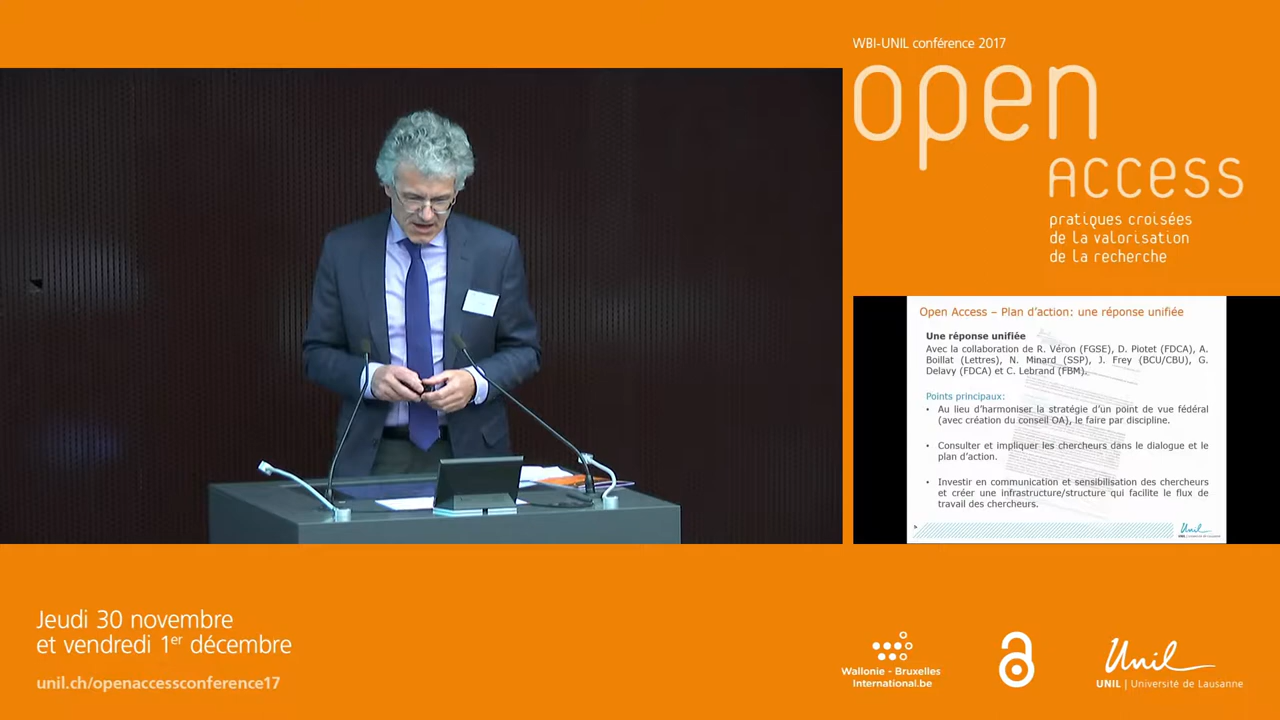 WBI-UNIL conférence 2017
open
access
pratiques croisées
de la valorisation
de la recherche
Open Access – Plan d'action: une réponse unifiée
Une réponse unifiée
Avec la collaboration de R. Véron (FGSE), D. Piotet (FDCA), A.
Boillat (Lettres), N. Minard (SSP), J. Frey (BCU/CBU), G.
Delavy (FDCA) et C. Lebrand (FBM).
Points principaux:
• Au lieu d'harmoniser la stratégie d'un point de vue fédéral
(avec création du conseil OA), le faire par discipline.
• Consulter et impliquer les chercheurs dans le dialogue et le
plan d'action.
• Investir en communication et sensibilisation des chercheurs
et créer une infrastructure/structure qui facilite le flux de
travail des chercheurs.
Unil
UNIL | Université de Lausanne
Jeudi 30 novembre
et vendredi 1er décembre
unil.ch/openaccessconference17
Wallonie - Bruxelles
International.be
Unil
UNIL | Université de Lausanne